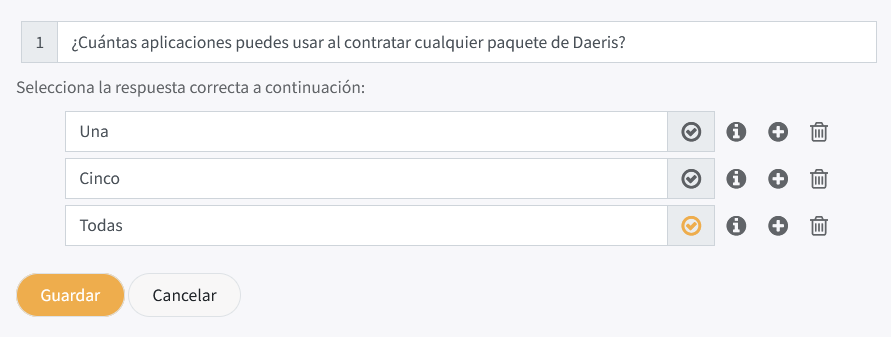 1 ¿Cuántas aplicaciones puedes usar al contratar cualquier paquete de Daeris?
Selecciona la respuesta correcta a continuación:
Una
Cinco
Todas
Guardar Cancelar